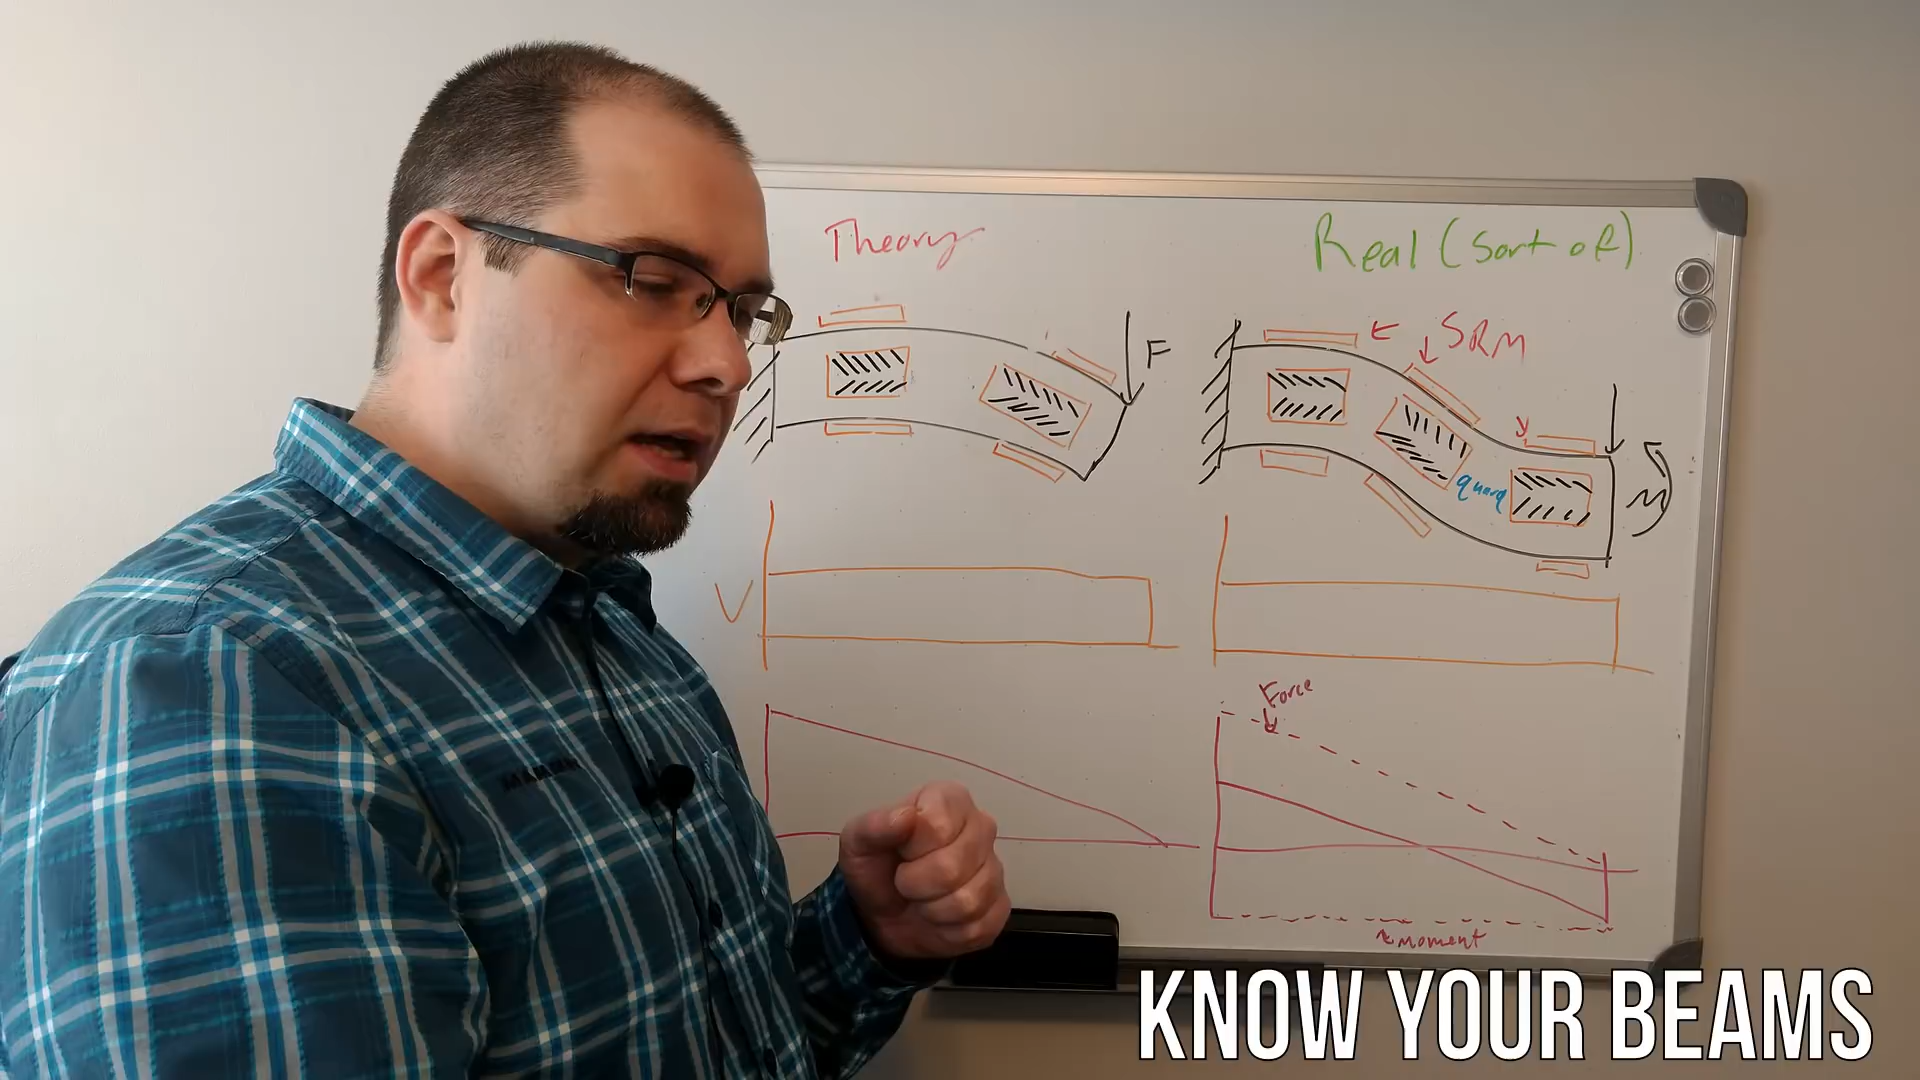 Theory
Real (sort of)
F
SRM
quarq
M
V
Force
moment
KNOW YOUR BEAMS